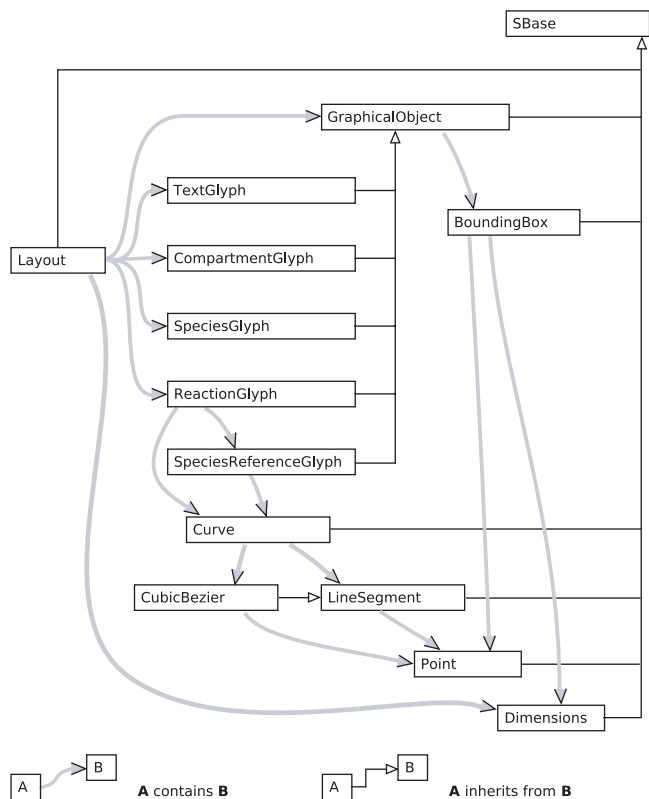 SBase
GraphicalObject
TextGlyph
BoundingBox
Layout
CompartmentGlyph
SpeciesGlyph
ReactionGlyph
SpeciesReferenceGlyph
Curve
CubicBezier
LineSegment
Point
Dimensions
A
B
A contains B
A
B
A inherits from B